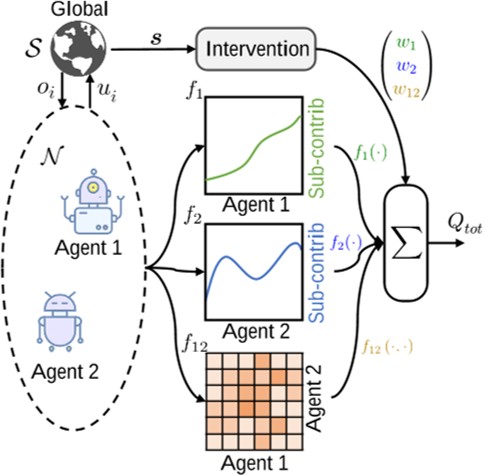 Global
S
s
Intervention
w₁
w₂
w₁₂
oᵢ
uᵢ
N
Agent 1
Agent 2
f₁
Sub-contrib
Agent 1
f₁(·)
f₂
Sub-contrib
Agent 2
f₂(·)
f₁₂
Agent 2
Agent 1
f₁₂(·,·)
Σ
Q_tot